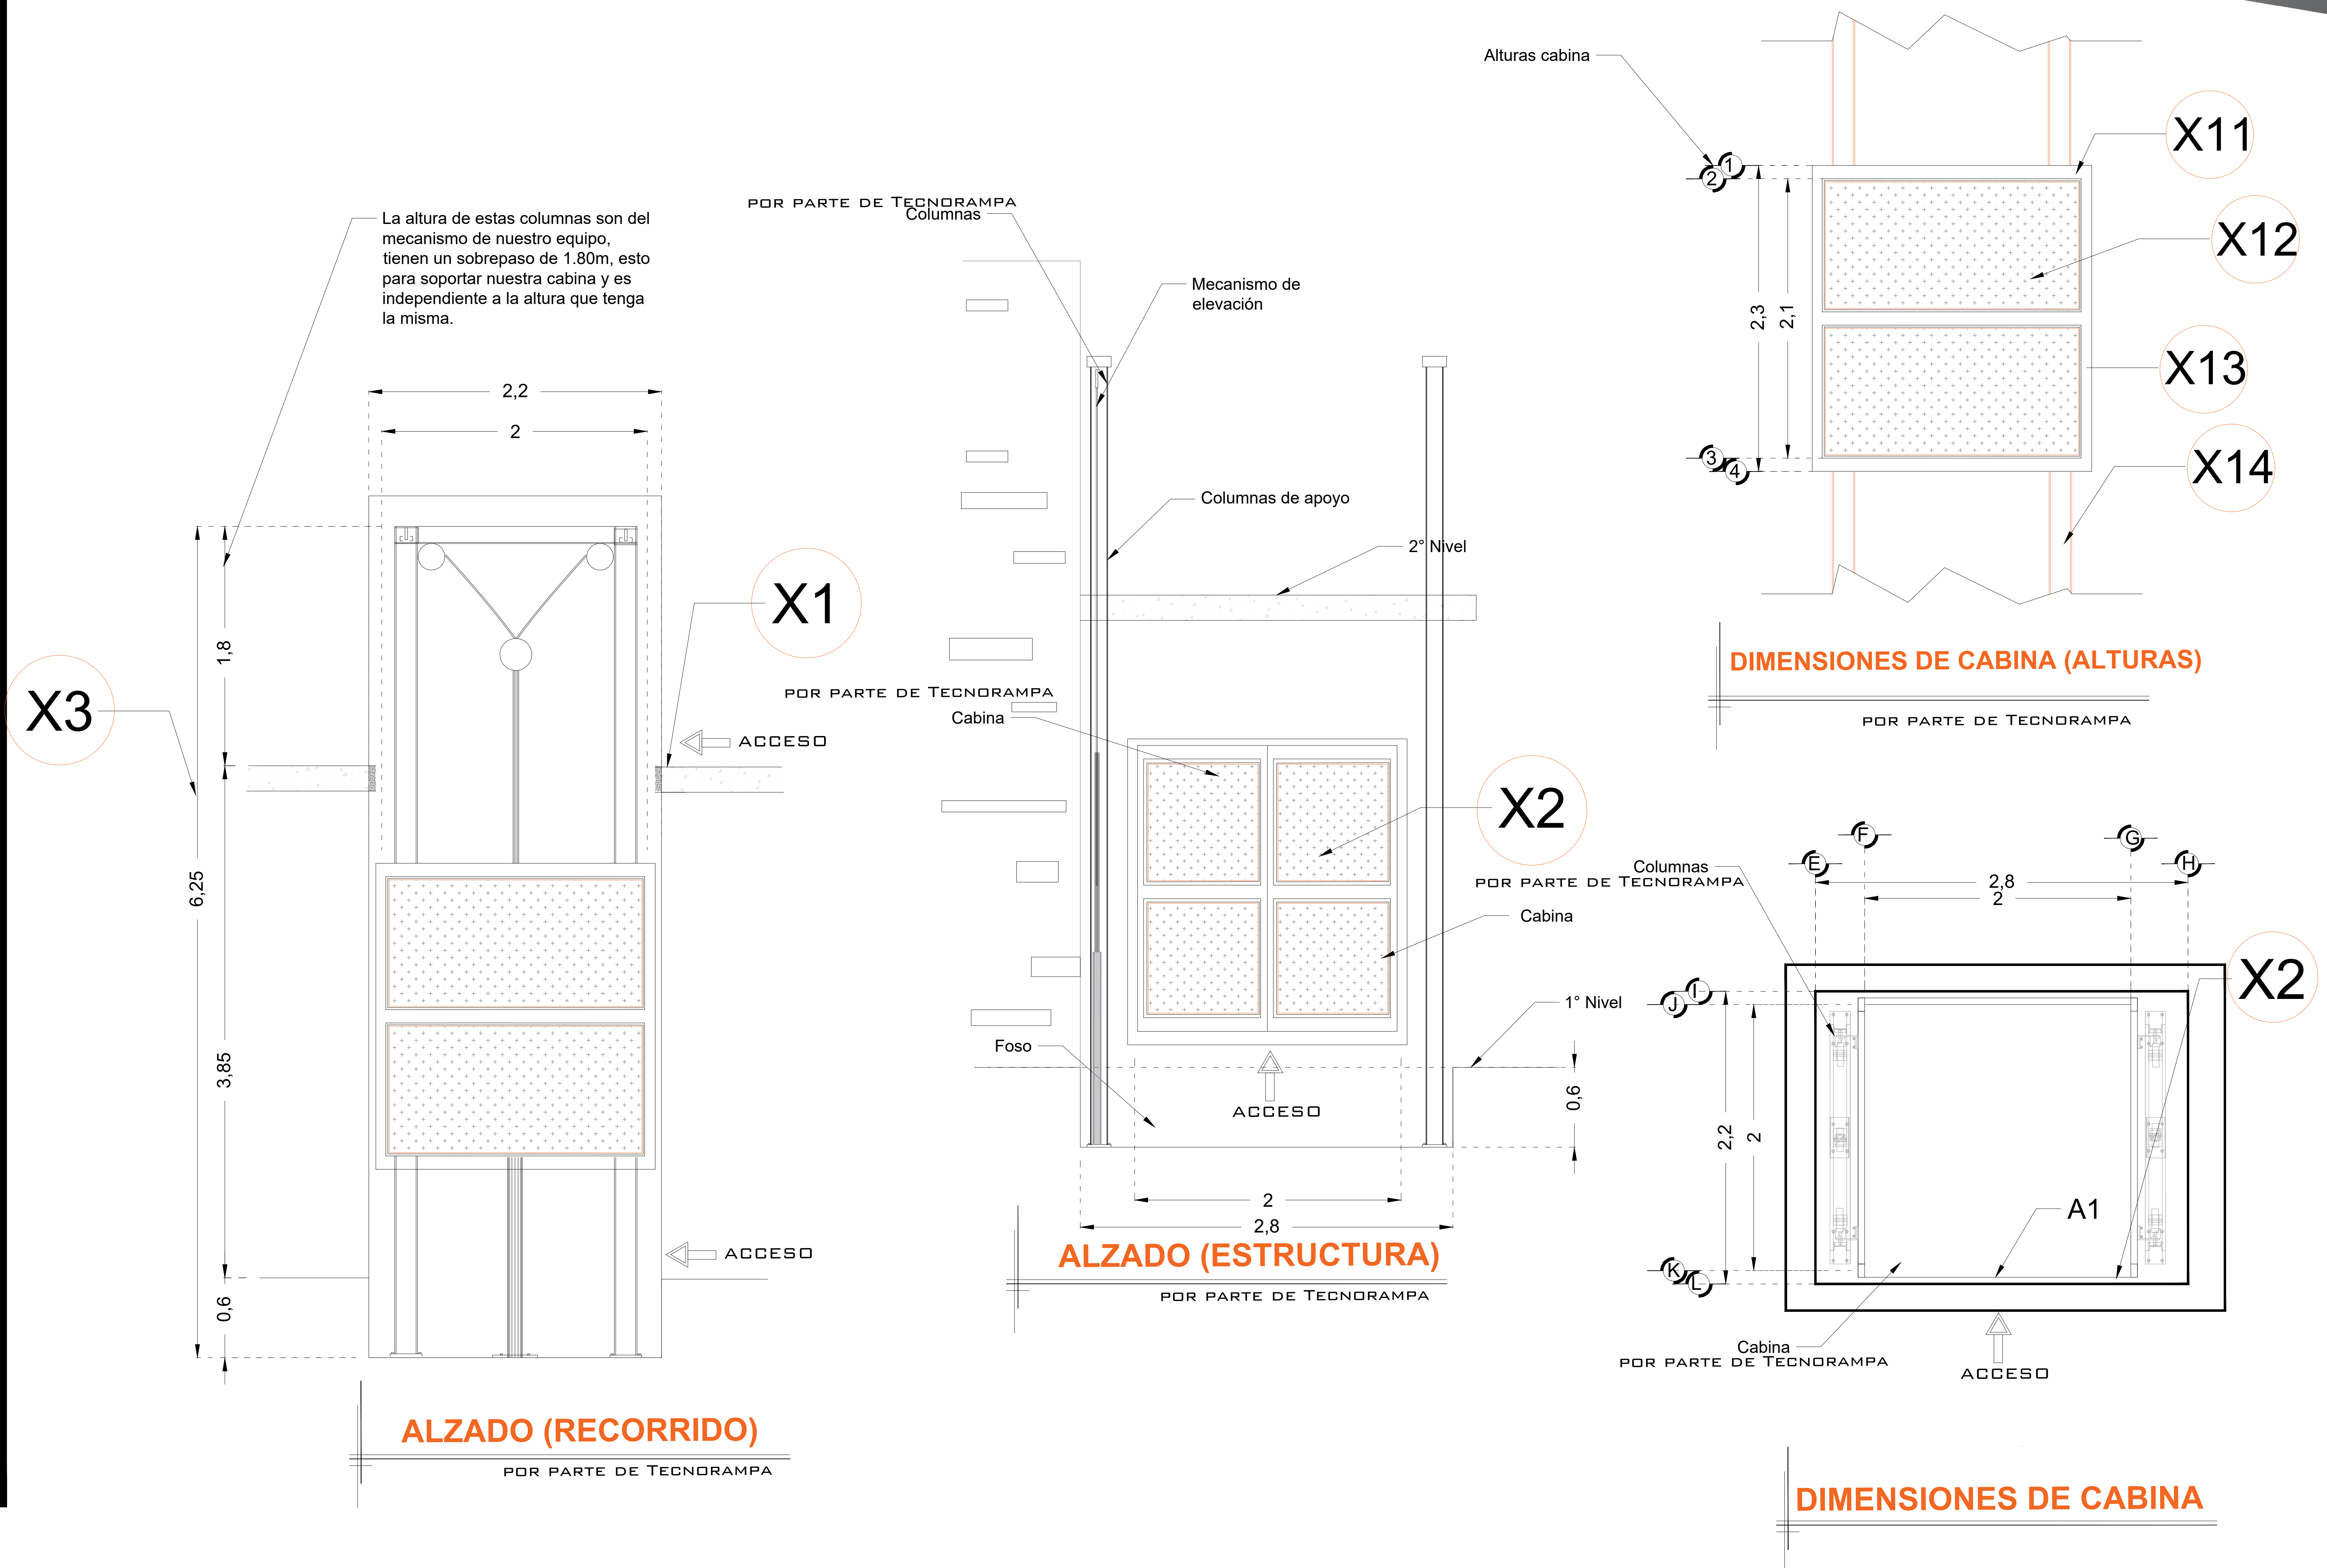 La altura de estas columnas son del
mecanismo de nuestro equipo,
tienen un sobrepaso de 1.80m, esto
para soportar nuestra cabina y es
independiente a la altura que tenga
la misma.
2,2
2
X1
X3
1,8
ACCESO
6,25
3,85
ACCESO
0,6
ALZADO (RECORRIDO)
POR PARTE DE TECNORAMPA
POR PARTE DE TECNORAMPA
Columnas
Mecanismo de
elevación
Columnas de apoyo
2° Nivel
POR PARTE DE TECNORAMPA
Cabina
X2
Cabina
1° Nivel
Foso
ACCESO
0,6
2
2,8
ALZADO (ESTRUCTURA)
POR PARTE DE TECNORAMPA
Alturas cabina
X11
1
2
X12
2,3
2,1
X13
3
4
X14
DIMENSIONES DE CABINA (ALTURAS)
POR PARTE DE TECNORAMPA
F
G
E
H
Columnas
POR PARTE DE TECNORAMPA
2,8
2
X2
I
J
2,2
2
A1
K
L
Cabina
POR PARTE DE TECNORAMPA
ACCESO
DIMENSIONES DE CABINA